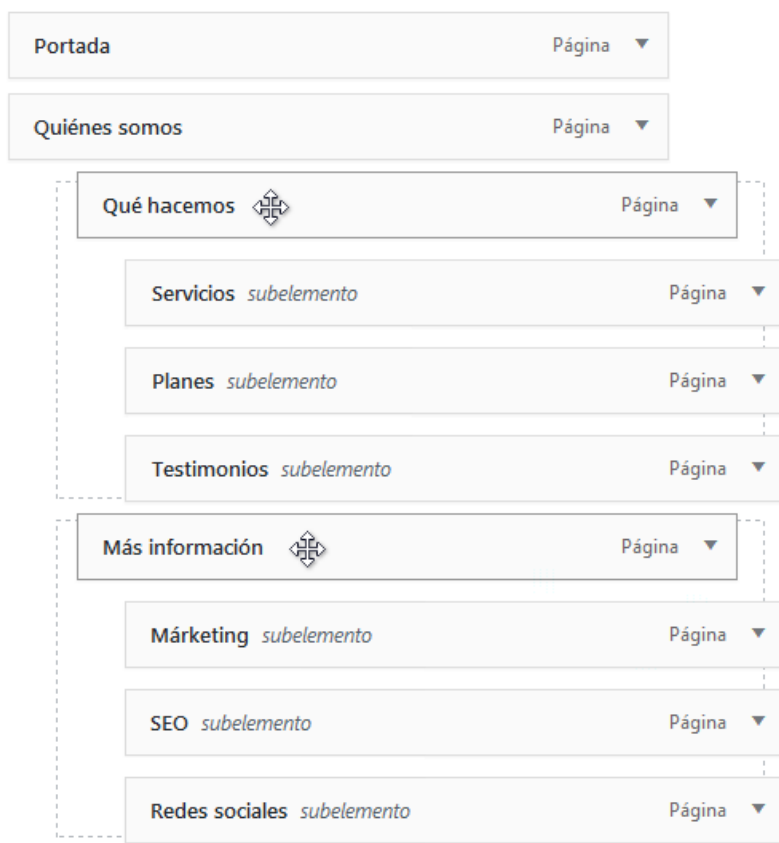 Portada Página
Quiénes somos Página
Qué hacemos Página
Servicios subelemento Página
Planes subelemento Página
Testimonios subelemento Página
Más información Página
Márketing subelemento Página
SEO subelemento Página
Redes sociales subelemento Página